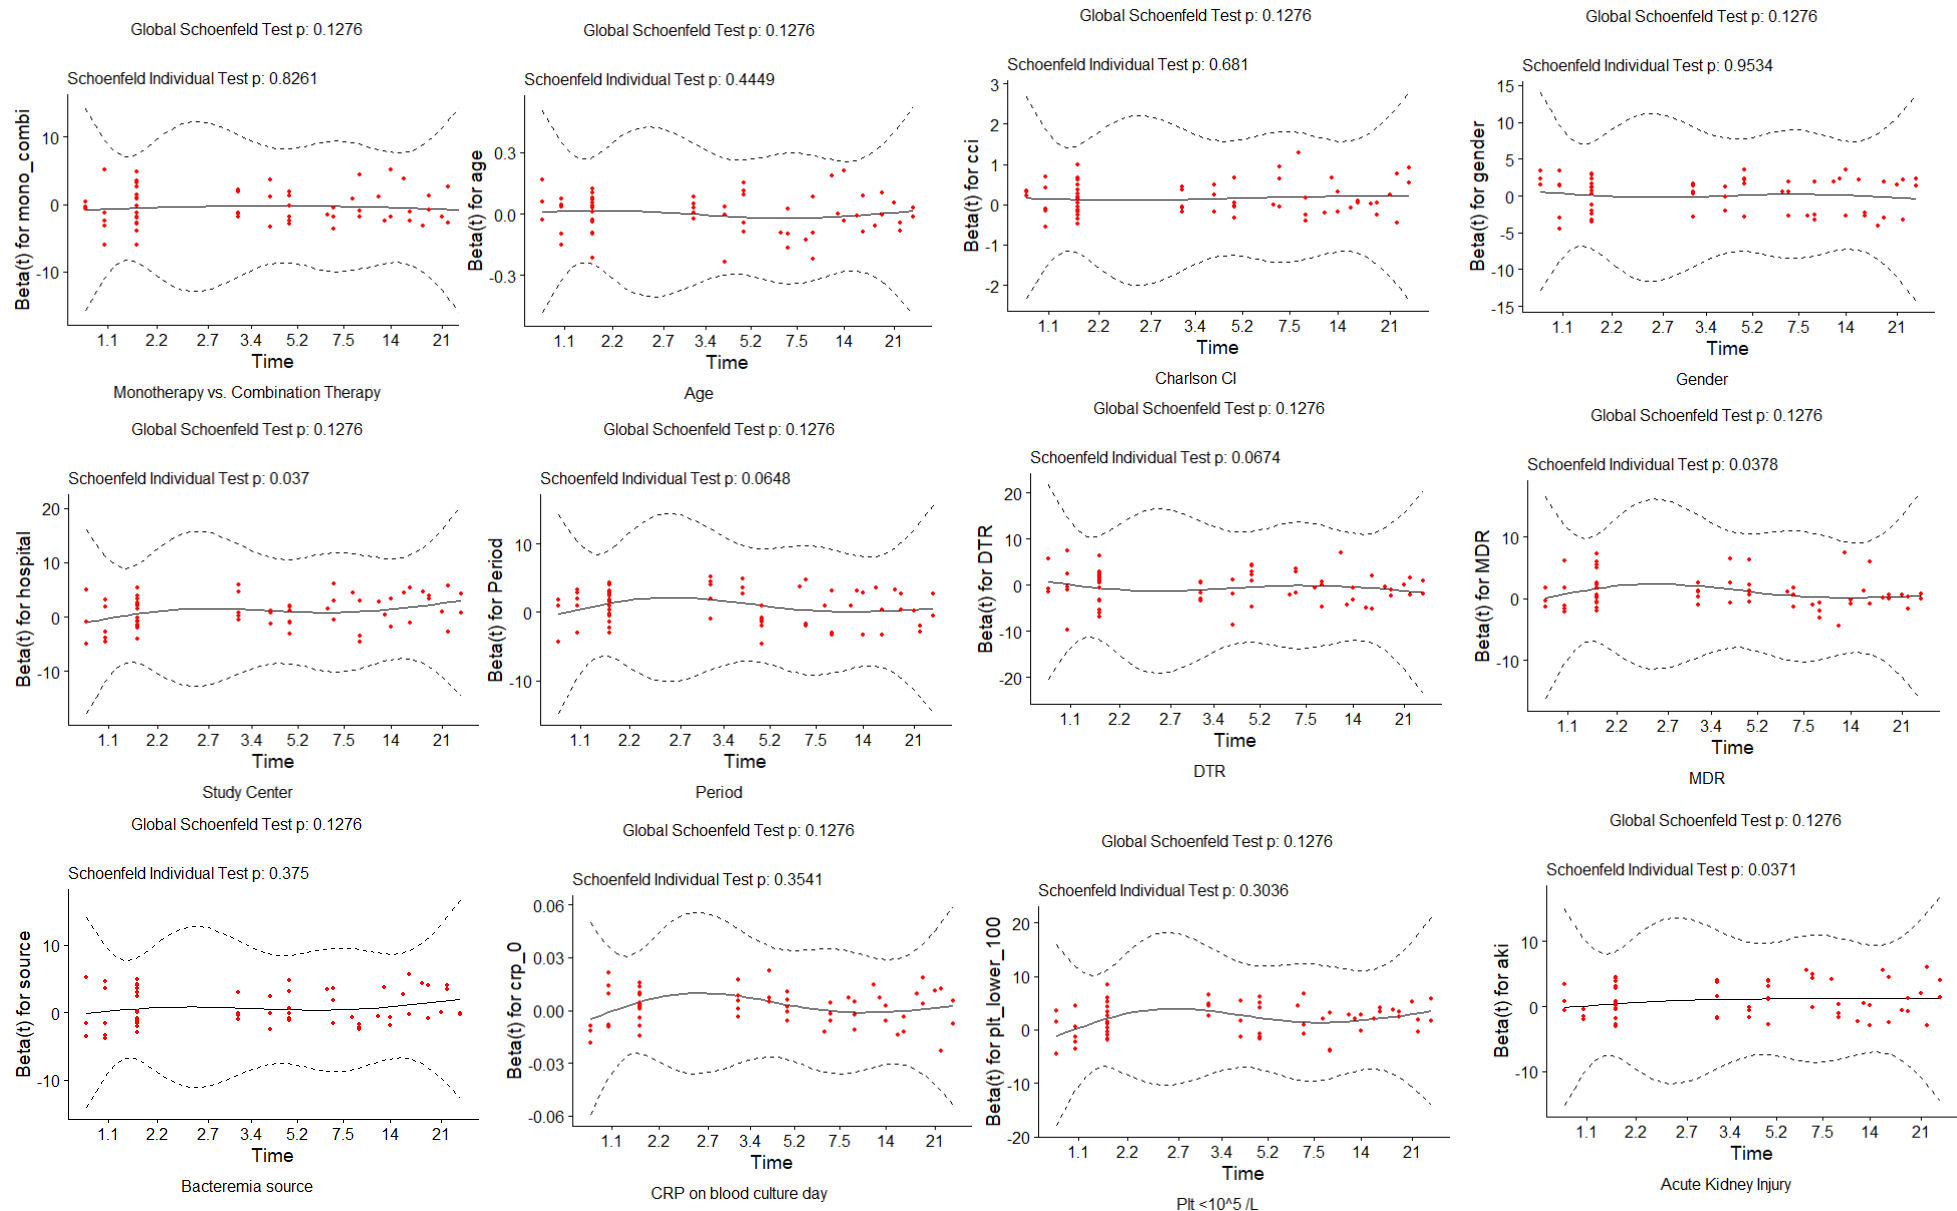 Global Schoenfeld Test p: 0.1276
Schoenfeld Individual Test p: 0.8261
Beta(t) for mono_combi
10
0
-10
1.1 2.2 2.7 3.4 5.2 7.5 14 21
Time
Monotherapy vs. Combination Therapy
Global Schoenfeld Test p: 0.1276
Schoenfeld Individual Test p: 0.4449
Beta(t) for age
0.3
0.0
-0.3
1.1 2.2 2.7 3.4 5.2 7.5 14 21
Time
Age
Global Schoenfeld Test p: 0.1276
Schoenfeld Individual Test p: 0.681
Beta(t) for cci
3
2
1
0
-1
-2
1.1 2.2 2.7 3.4 5.2 7.5 14 21
Time
Charlson CI
Global Schoenfeld Test p: 0.1276
Schoenfeld Individual Test p: 0.9534
Beta(t) for gender
15
10
5
0
-5
-10
-15
1.1 2.2 2.7 3.4 5.2 7.5 14 21
Time
Gender
Global Schoenfeld Test p: 0.1276
Schoenfeld Individual Test p: 0.037
Beta(t) for hospital
20
10
0
-10
1.1 2.2 2.7 3.4 5.2 7.5 14 21
Time
Study Center
Global Schoenfeld Test p: 0.1276
Schoenfeld Individual Test p: 0.0648
Beta(t) for Period
10
0
-10
1.1 2.2 2.7 3.4 5.2 7.5 14 21
Time
Period
Global Schoenfeld Test p: 0.1276
Schoenfeld Individual Test p: 0.0674
Beta(t) for DTR
20
10
0
-10
-20
1.1 2.2 2.7 3.4 5.2 7.5 14 21
Time
DTR
Global Schoenfeld Test p: 0.1276
Schoenfeld Individual Test p: 0.0378
Beta(t) for MDR
10
0
-10
1.1 2.2 2.7 3.4 5.2 7.5 14 21
Time
MDR
Global Schoenfeld Test p: 0.1276
Schoenfeld Individual Test p: 0.375
Beta(t) for source
10
0
-10
1.1 2.2 2.7 3.4 5.2 7.5 14 21
Time
Bacteremia source
Global Schoenfeld Test p: 0.1276
Schoenfeld Individual Test p: 0.3541
Beta(t) for crp_0
0.06
0.03
0.00
-0.03
-0.06
1.1 2.2 2.7 3.4 5.2 7.5 14 21
Time
CRP on blood culture day
Global Schoenfeld Test p: 0.1276
Schoenfeld Individual Test p: 0.3036
Beta(t) for plt_lower_100
20
10
0
-10
-20
1.1 2.2 2.7 3.4 5.2 7.5 14 21
Time
Plt <10^5 /L
Global Schoenfeld Test p: 0.1276
Schoenfeld Individual Test p: 0.0371
Beta(t) for aki
10
0
-10
1.1 2.2 2.7 3.4 5.2 7.5 14 21
Time
Acute Kidney Injury